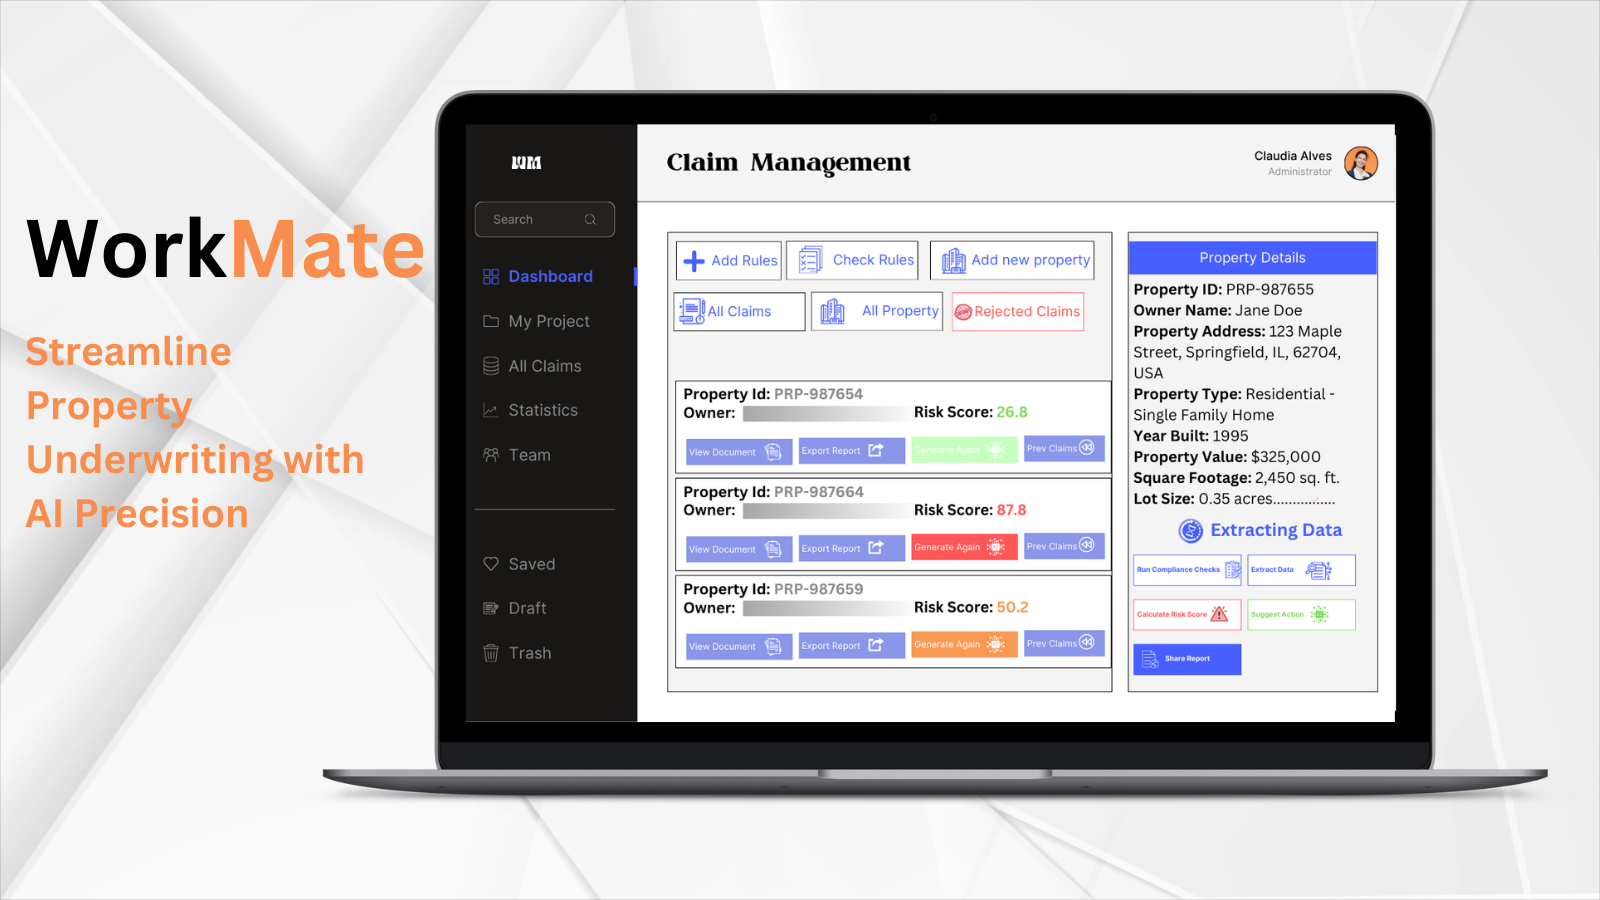 WorkMate
Streamline
Property
Underwriting with
AI Precision
WM
Search
Dashboard
My Project
All Claims
Statistics
Team
Saved
Draft
Trash
Claim Management
Claudia Alves
Administrator
Add Rules
Check Rules
Add new property
All Claims
All Property
Rejected Claims
Property Id: PRP-987654
Owner:
Risk Score: 26.8
View Document
Export Report
Generate Again
Prev Claims
Property Id: PRP-987664
Owner:
Risk Score: 87.8
View Document
Export Report
Generate Again
Prev Claims
Property Id: PRP-987659
Owner:
Risk Score: 50.2
View Document
Export Report
Generate Again
Prev Claims
Property Details
Property ID: PRP-987655
Owner Name: Jane Doe
Property Address: 123 Maple
Street, Springfield, IL, 62704,
USA
Property Type: Residential -
Single Family Home
Year Built: 1995
Property Value: $325,000
Square Footage: 2,450 sq. ft.
Lot Size: 0.35 acres................
Extracting Data
Run Compliance Checks
Extract Data
Calculate Risk Score
Suggest Action
Share Report